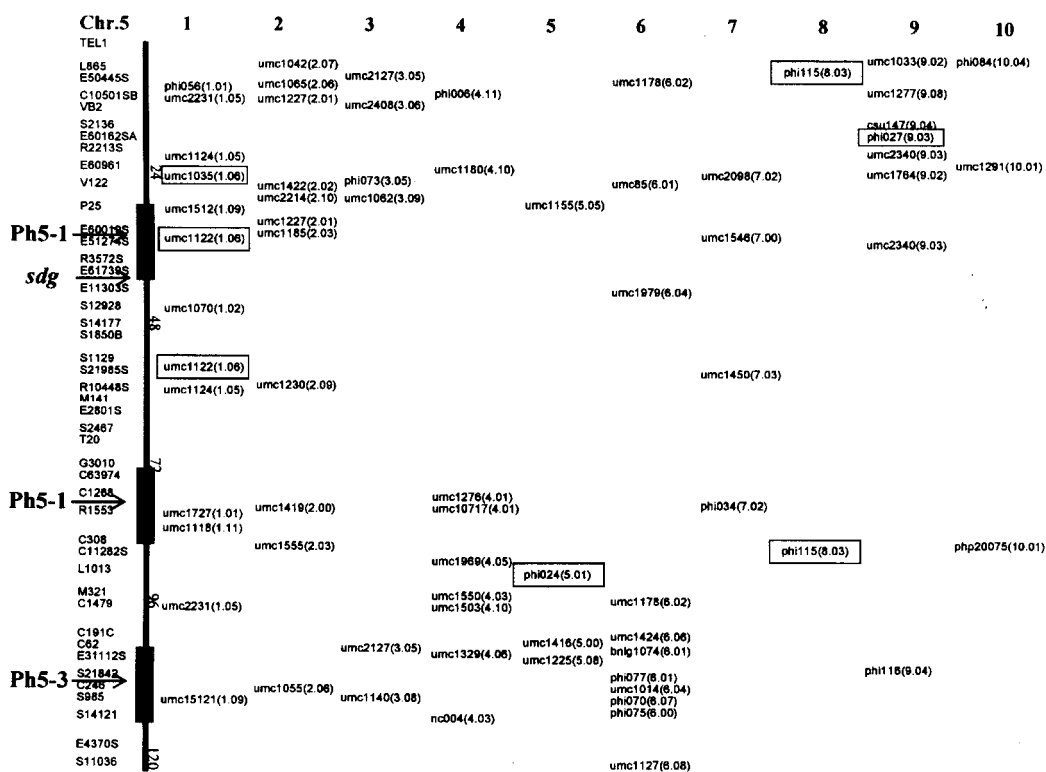 Chr.5 1 2 3 4 5 6 7 8 9 10
TEL1
L865 umc1042(2.07) umc1033(9.02) phi084(10.04)
E50445S phi056(1.01) umc1065(2.06) umc2127(3.05) umc1178(6.02) phi115(8.03)
C10501SB umc2231(1.05) umc1227(2.01) phi006(4.11) umc1277(9.08)
VB2 umc2408(3.06)
S2136 csu147(9.04)
E60162SA phi027(9.03)
R2213S umc1124(1.05) umc2340(9.03)
E60961 24 umc1035(1.06) umc1180(4.10) umc2098(7.02) umc1764(9.02) umc1291(10.01)
V122 umc1422(2.02) phi073(3.05) umc85(6.01)
umc2214(2.10) umc1062(3.09)
P25 umc1512(1.09) umc1155(5.05)
umc1227(2.01)
Ph5-1 E60019S umc1122(1.06) umc1185(2.03) umc1546(7.00)
E51274S umc2340(9.03)
R3572S
sdg E61739S
E11303S umc1979(6.04)
S12928 umc1070(1.02)
S14177 48
S1850B
S1129
S21985S umc1122(1.06) umc1450(7.03)
R10448S umc1124(1.05) umc1230(2.09)
M141
E2801S
S2467
T20
G3010 72
C63974
Ph5-1 C1268 umc1276(4.01)
R1553 umc1727(1.01) umc1419(2.00) umc10717(4.01) phi034(7.02)
umc1118(1.11)
C308 umc1555(2.03) phi115(8.03) php20075(10.01)
C11282S umc1969(4.05)
L1013 phi024(5.01)
M321 umc1550(4.03)
C1479 96 umc2231(1.05) umc1503(4.10) umc1178(6.02)
C191C umc1424(6.06)
C62 umc2127(3.05) umc1416(5.00) bnlg1074(6.01)
E31112S umc1329(4.06) umc1225(5.08)
Ph5-3 S21842 phi077(6.01) phi116(9.04)
C246 umc1055(2.06) umc1014(6.04)
S985 umc15121(1.09) umc1140(3.08) phi070(6.07)
S14121 nc004(4.03) phi075(6.00)
E4370S 120
S11036 umc1127(6.08)